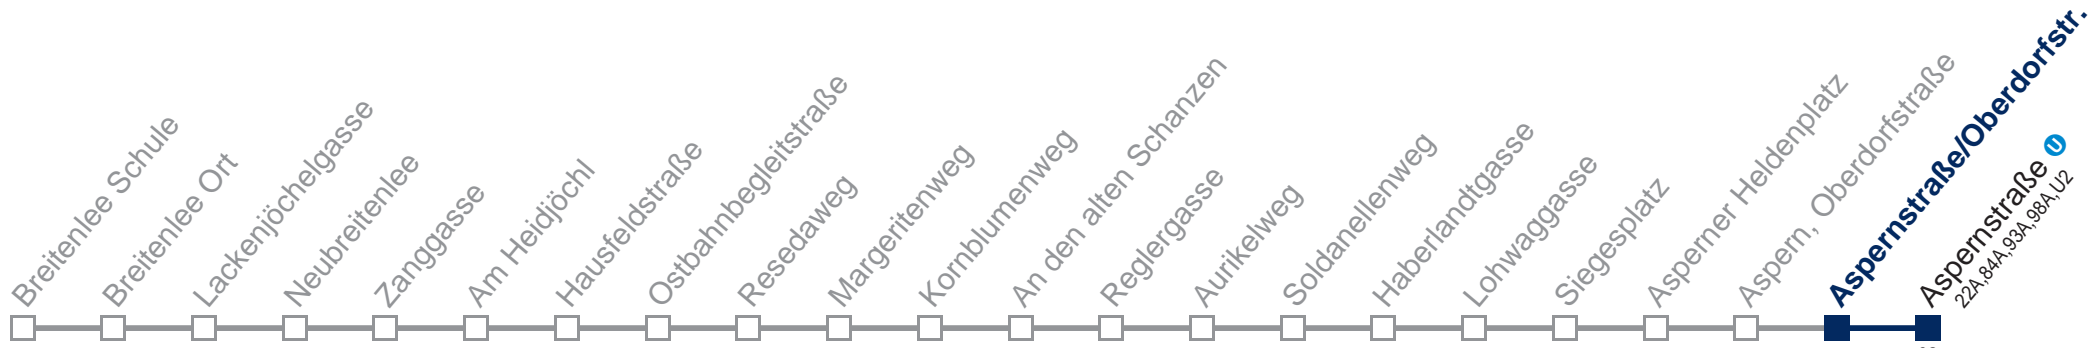 Breitenlee Schule
Breitenlee Ort
Lackenjöchelgasse
Neubreitenlee
Zanggasse
Am Heidjöchl
Hausfeldstraße
Ostbahnbegleitstraße
Resedaweg
Margeritenweg
Kornblumenweg
An den alten Schanzen
Reglergasse
Aurikelweg
Soldanellenweg
Haberlandtgasse
Lohwaggasse
Siegesplatz
Asperner Heldenplatz
Aspern, Oberdorfstraße
Aspernstraße/Oberdorfstr.
Aspernstraße U
22A,84A,93A,98A,U2